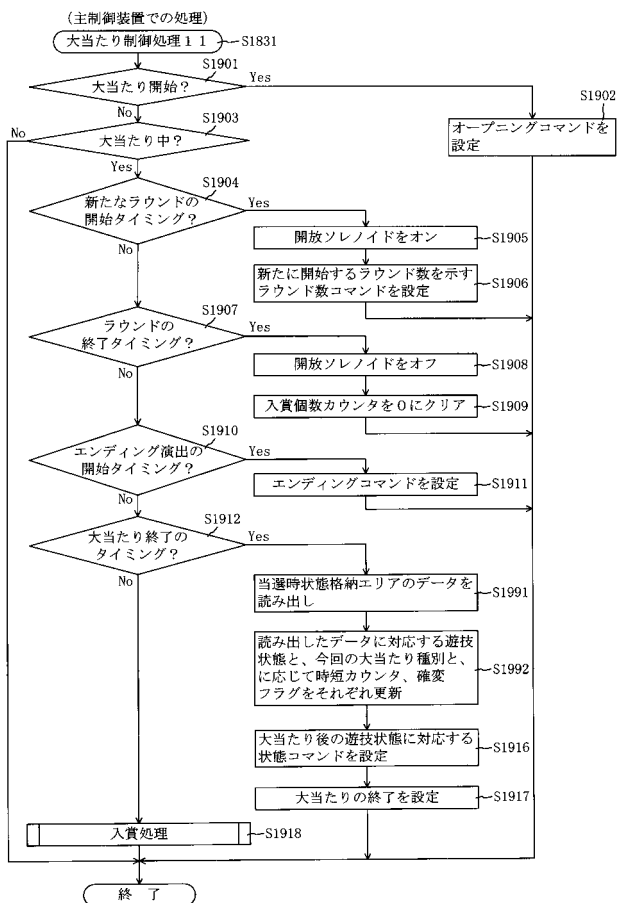 (主制御装置での処理)
大当たり制御処理11
S1831
S1901
大当たり開始?
Yes
No
S1902
オープニングコマンドを
設定
S1903
No
大当たり中?
Yes
S1904
新たなラウンドの
開始タイミング?
Yes
No
開放ソレノイドをオン
S1905
新たに開始するラウンド数を示す
ラウンド数コマンドを設定
S1906
S1907
ラウンドの
終了タイミング?
Yes
No
開放ソレノイドをオフ
S1908
入賞個数カウンタを0にクリア
S1909
S1910
エンディング演出の
開始タイミング?
Yes
No
エンディングコマンドを設定
S1911
S1912
大当たり終了の
タイミング?
Yes
No
当選時状態格納エリアのデータを
読み出し
S1991
読み出したデータに対応する遊技
状態と、今回の大当たり種別と、
に応じて時短カウンタ、確変
フラグをそれぞれ更新
S1992
大当たり後の遊技状態に対応する
状態コマンドを設定
S1916
大当たりの終了を設定
S1917
入賞処理
S1918
終 了